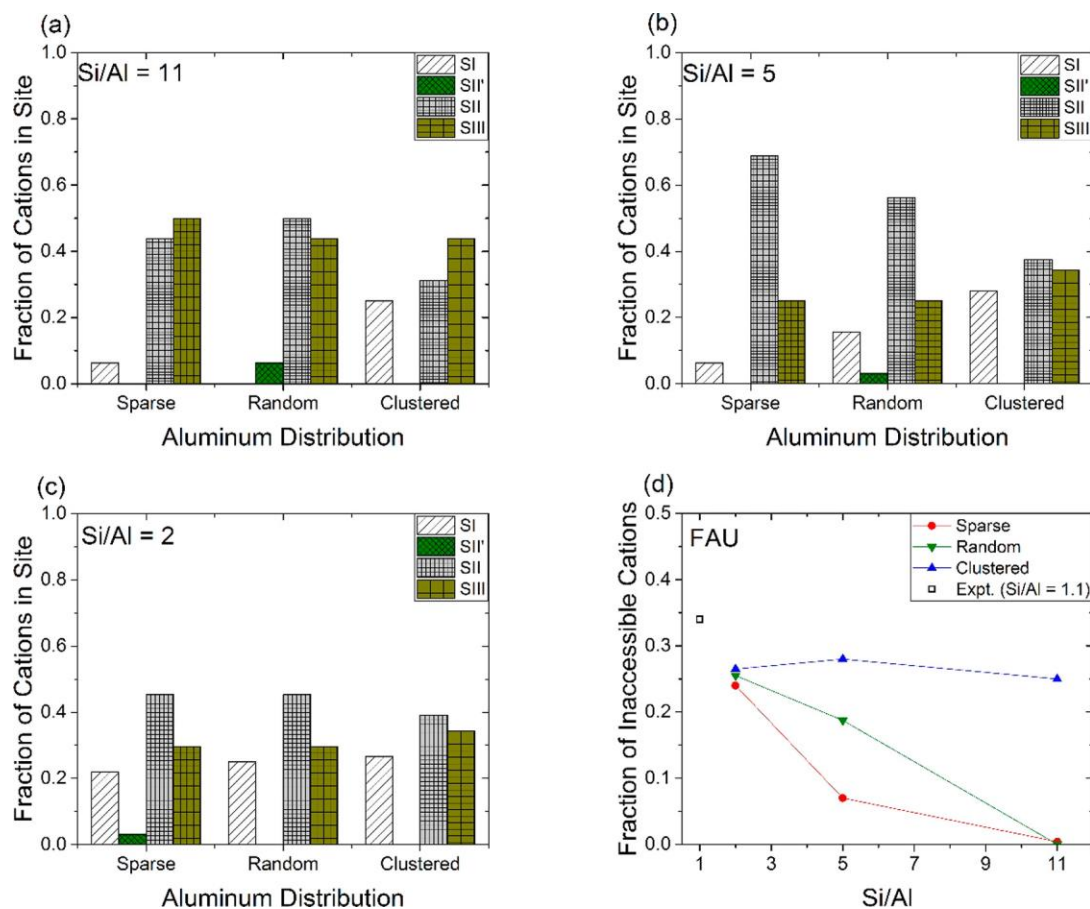 (a)
Si/Al = 11
SI
SII'
SII
SIII
1.0
0.8
0.6
0.4
0.2
0.0
Fraction of Cations in Site
Sparse Random Clustered
Aluminum Distribution
(b)
Si/Al = 5
SI
SII'
SII
SIII
1.0
0.8
0.6
0.4
0.2
0.0
Fraction of Cations in Site
Sparse Random Clustered
Aluminum Distribution
(c)
Si/Al = 2
SI
SII'
SII
SIII
1.0
0.8
0.6
0.4
0.2
0.0
Fraction of Cations in Site
Sparse Random Clustered
Aluminum Distribution
(d)
FAU
Sparse
Random
Clustered
Expt. (Si/Al = 1.1)
0.5
0.4
0.3
0.2
0.1
0.0
Fraction of Inaccessible Cations
1 3 5 7 9 11
Si/Al